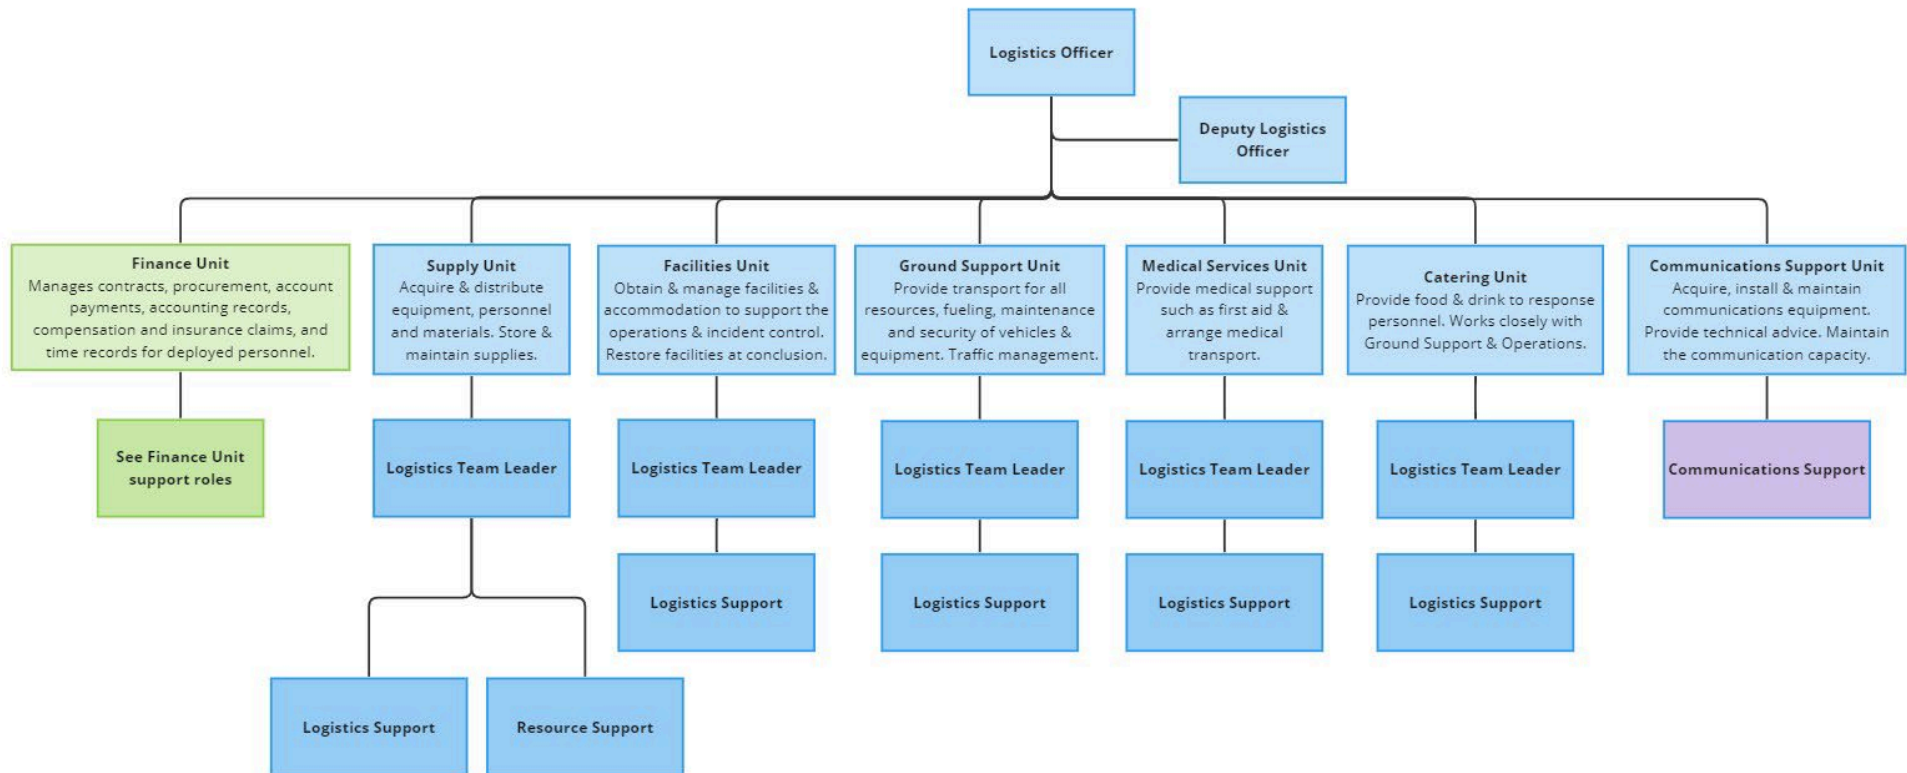 Logistics Officer
Deputy Logistics
Officer
Finance Unit
Manages contracts, procurement, account
payments, accounting records,
compensation and insurance claims, and
time records for deployed personnel.
Supply Unit
Acquire & distribute
equipment, personnel
and materials. Store &
maintain supplies.
Facilities Unit
Obtain & manage facilities &
accommodation to support the
operations & incident control.
Restore facilities at conclusion.
Ground Support Unit
Provide transport for all
resources, fueling, maintenance
and security of vehicles &
equipment. Traffic management.
Medical Services Unit
Provide medical support
such as first aid &
arrange medical
transport.
Catering Unit
Provide food & drink to response
personnel. Works closely with
Ground Support & Operations.
Communications Support Unit
Acquire, install & maintain
communications equipment.
Provide technical advice. Maintain
the communication capacity.
See Finance Unit
support roles
Logistics Team Leader
Logistics Team Leader
Logistics Team Leader
Logistics Team Leader
Logistics Team Leader
Communications Support
Logistics Support
Logistics Support
Logistics Support
Logistics Support
Logistics Support
Resource Support